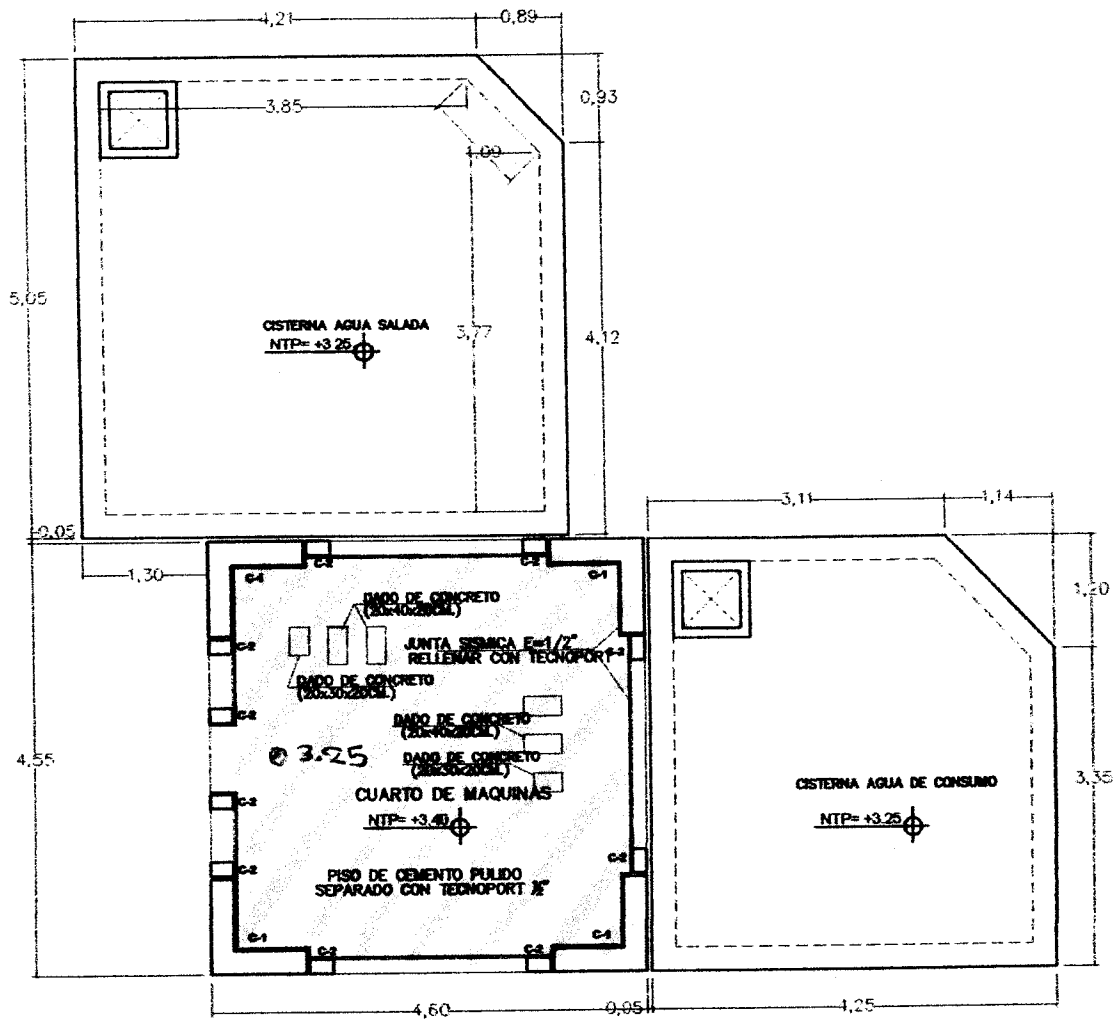 4,21
0,89
3.85
0,93
1,09
5,05
CISTERNA AGUA SALADA
NTP= +3.25
3,77
4,12
0,05
1,30
3,11
1,14
C-1
C-2
C-2
C-1
DADO DE CONCRETO
(20x40x20CM.)
1,20
C-2
JUNTA SISMICA E=1/2"
RELLENAR CON TECNOPORT
C-2
DADO DE CONCRETO
(20x30x20CM.)
C-2
DADO DE CONCRETO
(20x40x20CM.)
3.25
DADO DE CONCRETO
(20x30x20CM.)
4,55
CUARTO DE MAQUINAS
CISTERNA AGUA DE CONSUMO
3,35
C-2
NTP= +3.40
NTP= +3.25
C-2
C-2
PISO DE CEMENTO PULIDO
SEPARADO CON TECNOPORT ½"
C-1
C-2
C-2
C-1
4,60
0,05
4,25